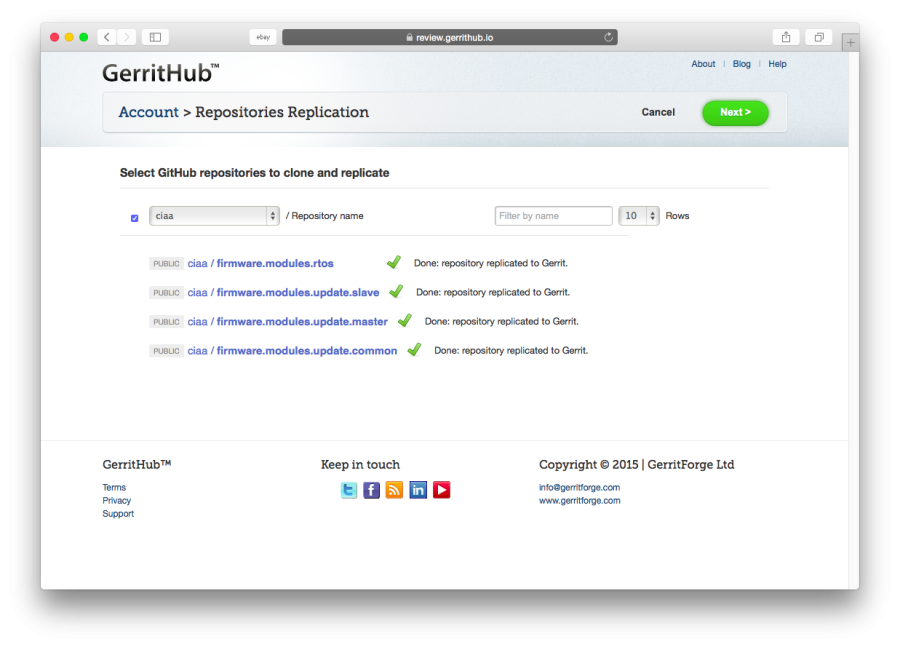 ebay
review.gerrithub.io
GerritHub™
About | Blog | Help
Account > Repositories Replication
Cancel
Next >
Select GitHub repositories to clone and replicate
ciaa / Repository name
Filter by name
10 Rows
PUBLIC ciaa / firmware.modules.rtos Done: repository replicated to Gerrit.
PUBLIC ciaa / firmware.modules.update.slave Done: repository replicated to Gerrit.
PUBLIC ciaa / firmware.modules.update.master Done: repository replicated to Gerrit.
PUBLIC ciaa / firmware.modules.update.common Done: repository replicated to Gerrit.
GerritHub™
Terms
Privacy
Support
Keep in touch
Copyright © 2015 | GerritForge Ltd
info@gerritforge.com
www.gerritforge.com